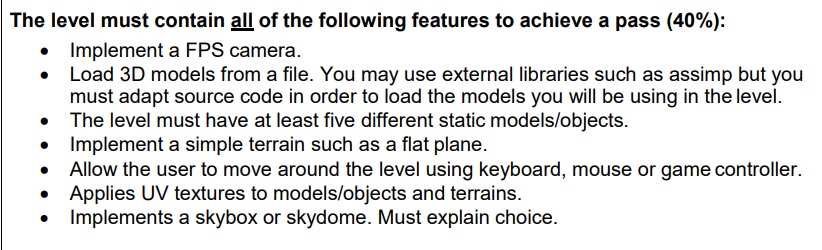 The level must contain all of the following features to achieve a pass (40%):
• Implement a FPS camera.
• Load 3D models from a file. You may use external libraries such as assimp but you
must adapt source code in order to load the models you will be using in the level.
• The level must have at least five different static models/objects.
• Implement a simple terrain such as a flat plane.
• Allow the user to move around the level using keyboard, mouse or game controller.
• Applies UV textures to models/objects and terrains.
• Implements a skybox or skydome. Must explain choice.